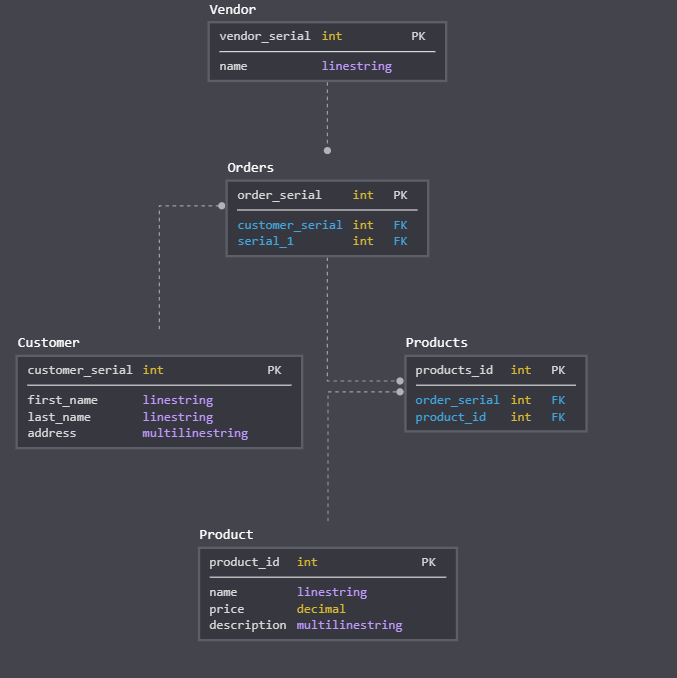 Vendor
vendor_serial int PK
name linestring
Orders
order_serial int PK
customer_serial int FK
serial_1 int FK
Customer
customer_serial int PK
first_name linestring
last_name linestring
address multilinestring
Products
products_id int PK
order_serial int FK
product_id int FK
Product
product_id int PK
name linestring
price decimal
description multilinestring